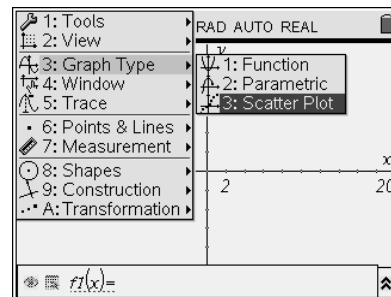 1: Tools
2: View
3: Graph Type
4: Window
5: Trace
6: Points & Lines
7: Measurement
8: Shapes
9: Construction
A: Transformation
RAD AUTO REAL
1: Function
2: Parametric
3: Scatter Plot
y
x
2
20
f1(x)=